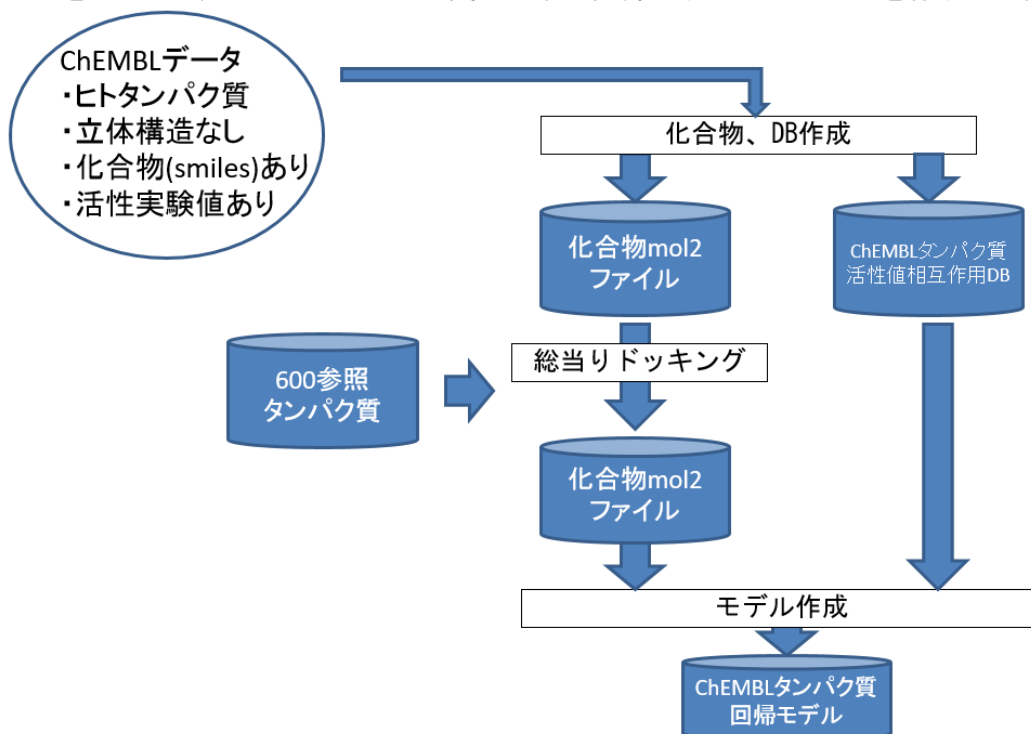 ChEMBLデータ
・ヒトタンパク質
・立体構造なし
・化合物(smiles)あり
・活性実験値あり
化合物、DB作成
化合物mol2
ファイル
ChEMBLタンパク質
活性値相互作用DB
600参照
タンパク質
総当りドッキング
化合物mol2
ファイル
モデル作成
ChEMBLタンパク質
回帰モデル